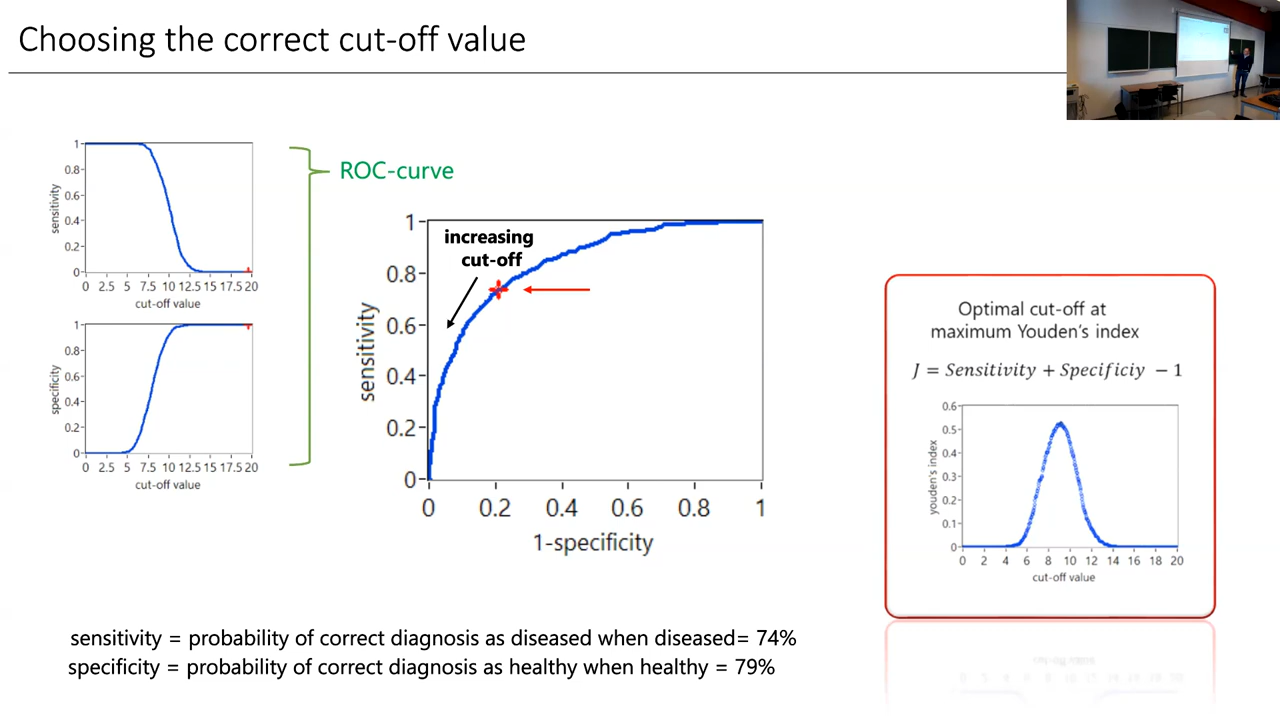 Choosing the correct cut-off value
1
0.8
0.6
0.4
0.2
0
sensitivity
0 2.5 5 7.5 10 12.5 15 17.5 20
cut-off value
1
0.8
0.6
0.4
0.2
0
specificity
0 2.5 5 7.5 10 12.5 15 17.5 20
cut-off value
ROC-curve
increasing
cut-off
1
0.8
0.6
0.4
0.2
0
sensitivity
0 0.2 0.4 0.6 0.8 1
1-specificity
Optimal cut-off at
maximum Youden's index
J = Sensitivity + Specificiy − 1
0.6
0.5
0.4
0.3
0.2
0.1
0
youden's index
0 2 4 6 8 10 12 14 16 18 20
cut-off value
sensitivity = probability of correct diagnosis as diseased when diseased= 74%
specificity = probability of correct diagnosis as healthy when healthy = 79%